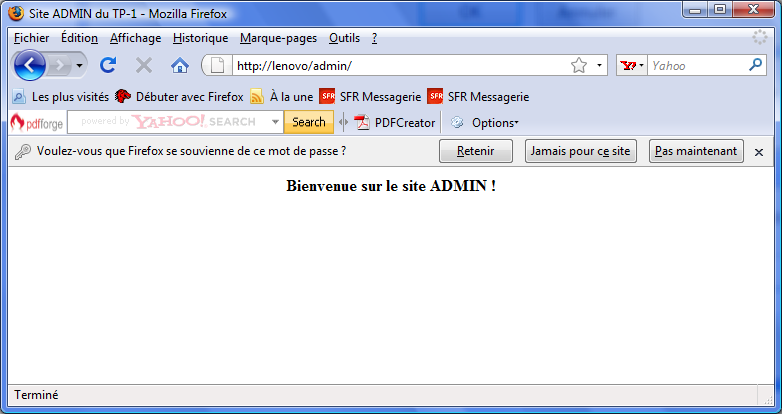 Site ADMIN du TP-1 - Mozilla Firefox
Fichier Édition Affichage Historique Marque-pages Outils ?
http://lenovo/admin/ Y! Yahoo
Les plus visités Débuter avec Firefox À la une SFR SFR Messagerie SFR SFR Messagerie
pdfforge powered by YAHOO! SEARCH Search PDFCreator Options
Voulez-vous que Firefox se souvienne de ce mot de passe ? Retenir Jamais pour ce site Pas maintenant
Bienvenue sur le site ADMIN !
Terminé